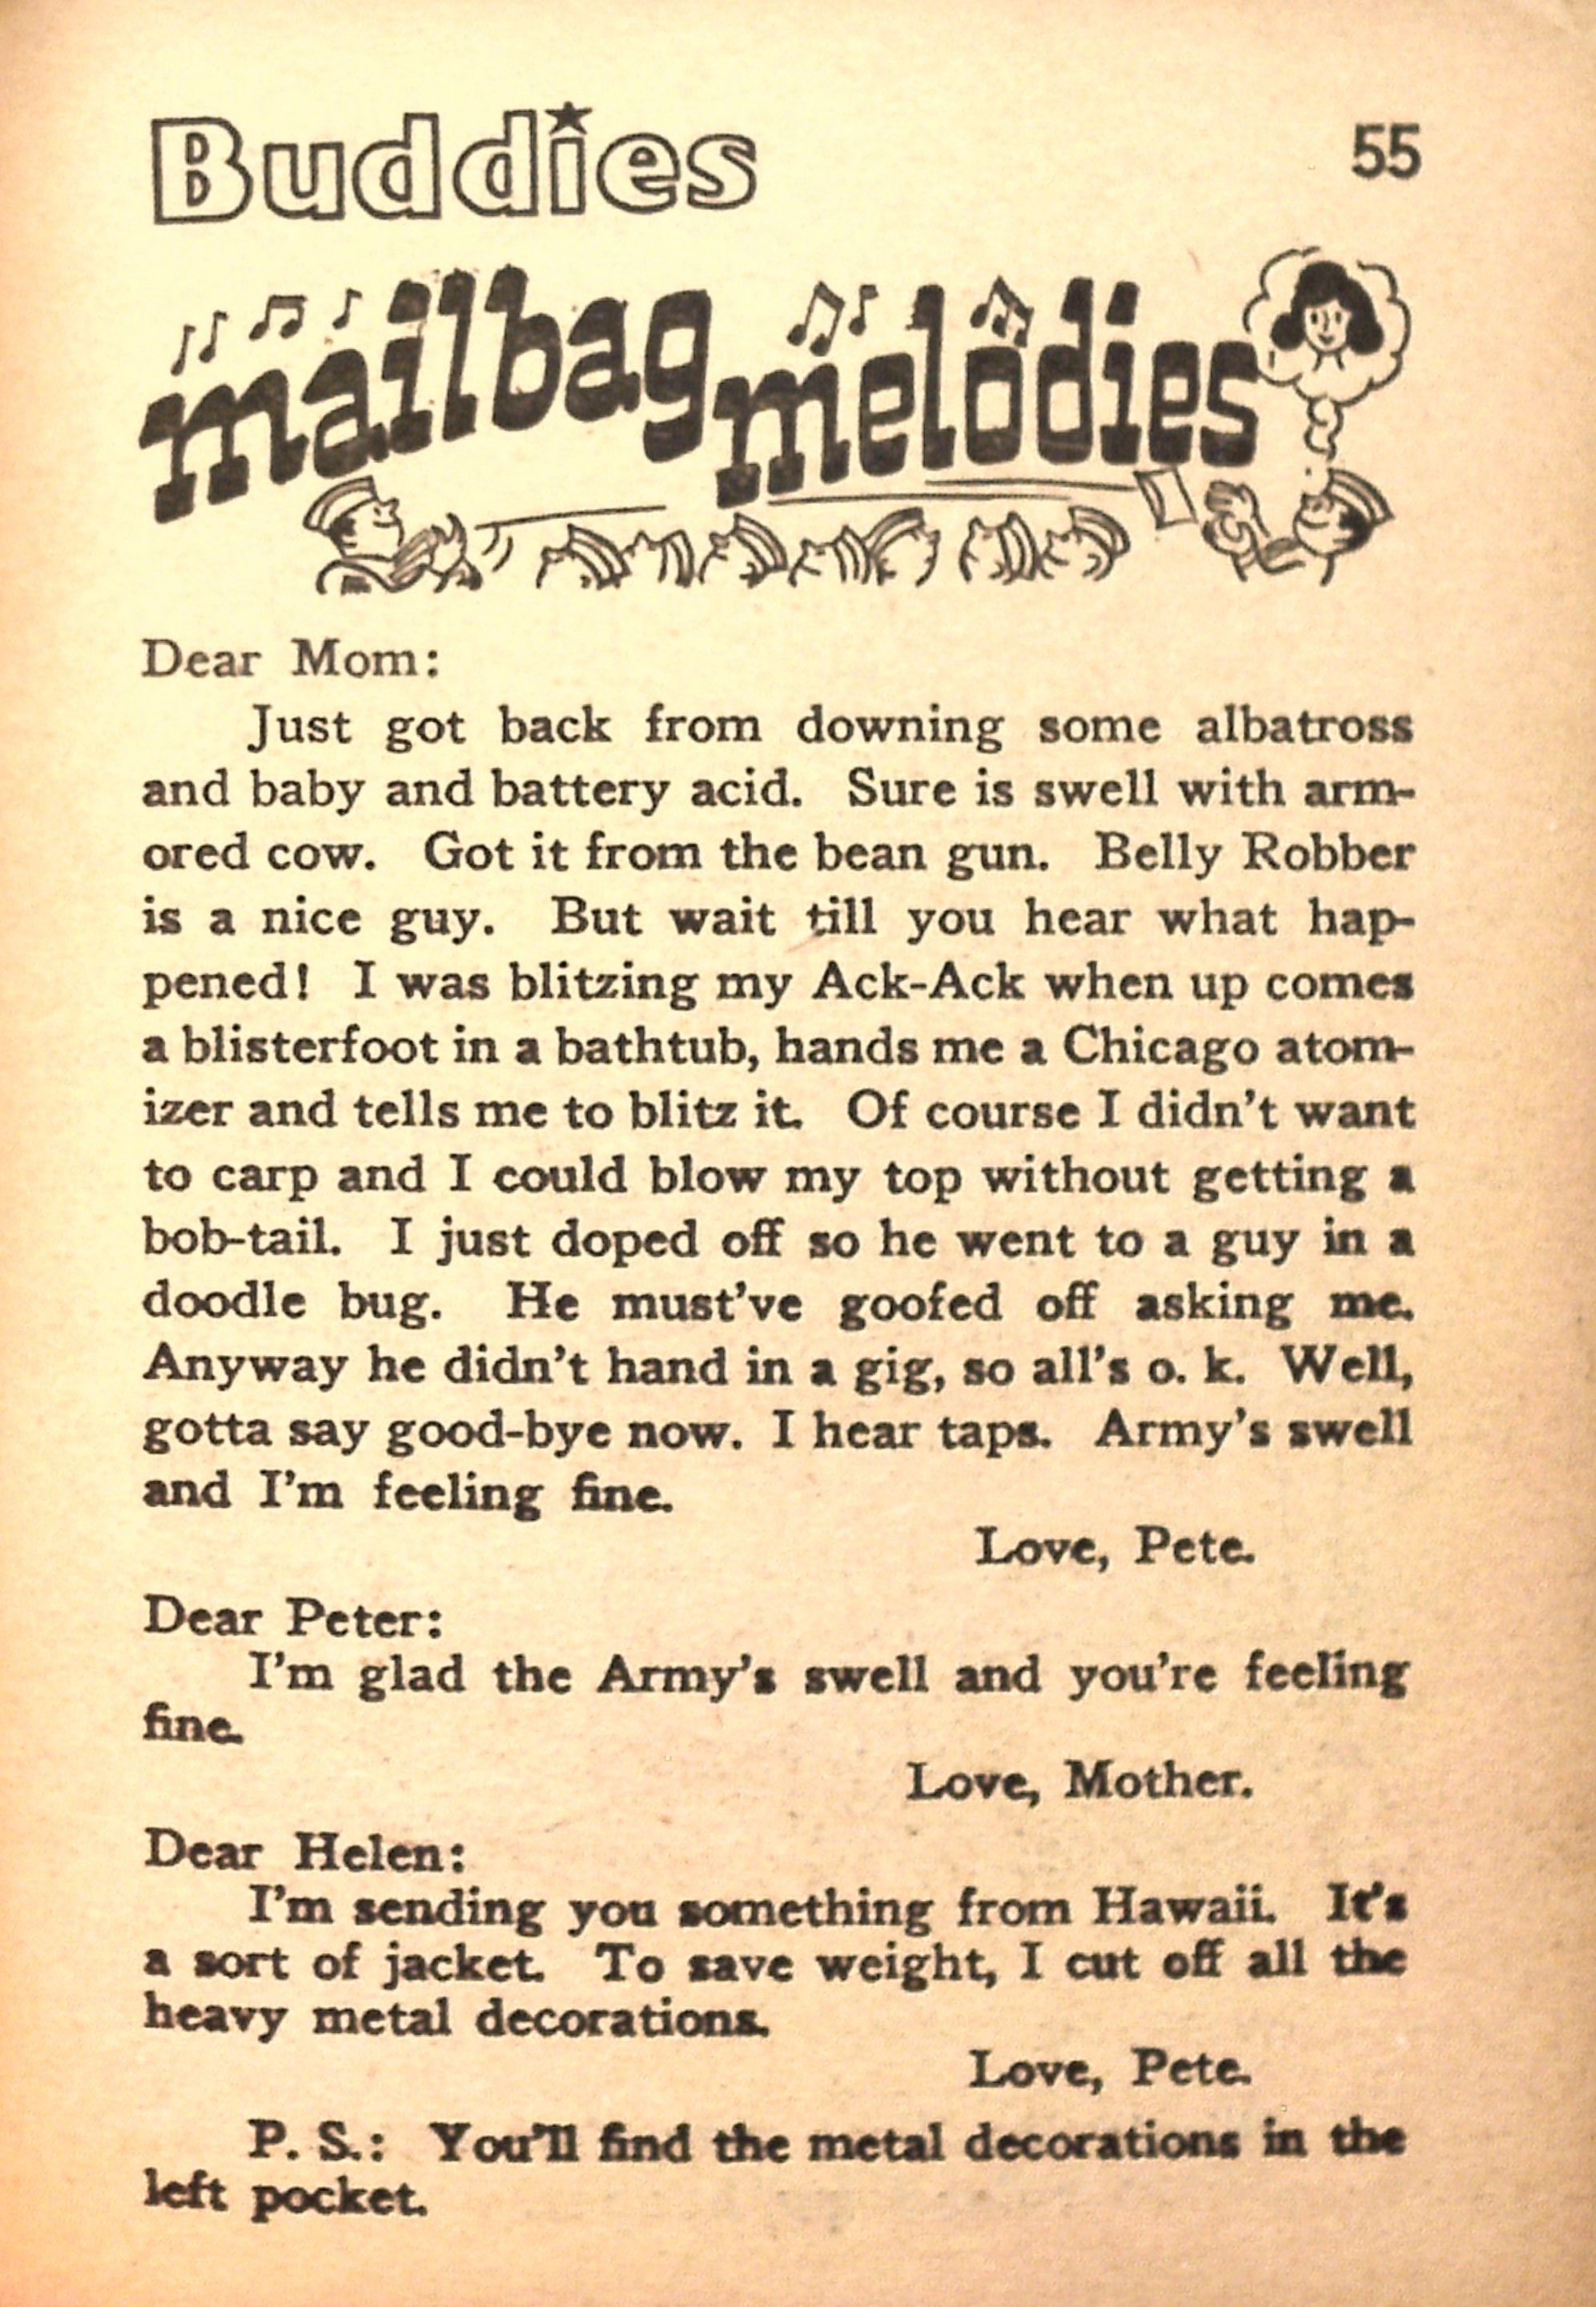 Buddies
55
mailbag melodies
Dear Mom:
Just got back from downing some albatross
and baby and battery acid. Sure is swell with arm-
ored cow. Got it from the bean gun. Belly Robber
is a nice guy. But wait till you hear what hap-
pened! I was blitzing my Ack-Ack when up comes
a blisterfoot in a bathtub, hands me a Chicago atom-
izer and tells me to blitz it. Of course I didn't want
to carp and I could blow my top without getting a
bob-tail. I just doped off so he went to a guy in a
doodle bug. He must've goofed off asking me.
Anyway he didn't hand in a gig, so all's o. k. Well,
gotta say good-bye now. I hear taps. Army's swell
and I'm feeling fine.
Love, Pete.
Dear Peter:
I'm glad the Army's swell and you're feeling
fine.
Love, Mother.
Dear Helen:
I'm sending you something from Hawaii. It's
a sort of jacket. To save weight, I cut off all the
heavy metal decorations.
Love, Pete.
P. S.: You'll find the metal decorations in the
left pocket.